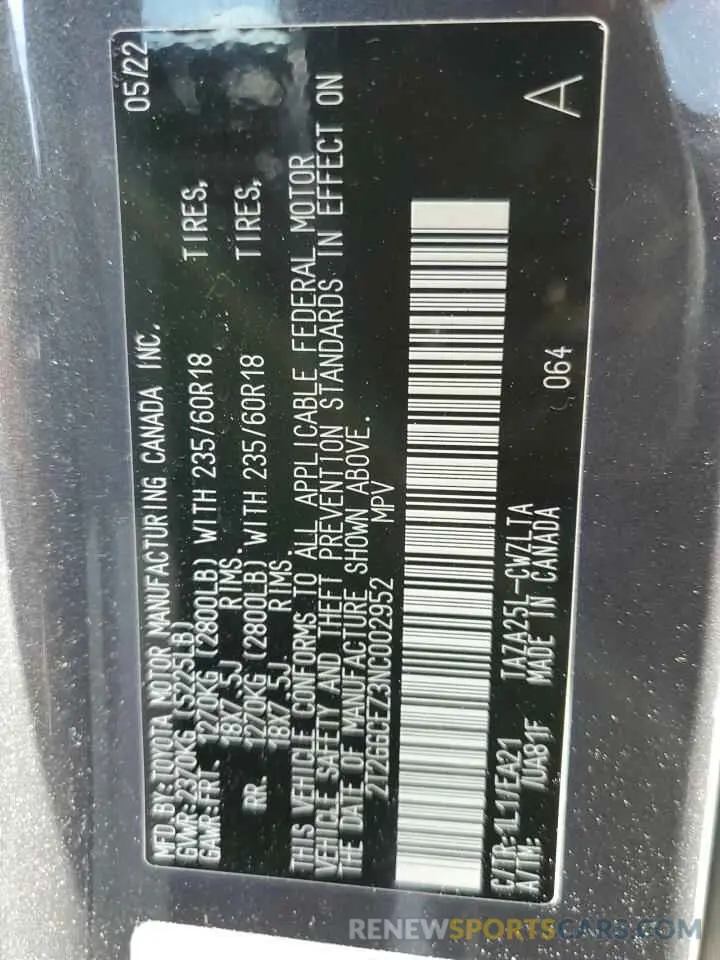 MFD.BY:TOYOTA MOTOR MANUFACTURING CANADA INC. 05/22
GVWR:2370KG (5225LB)
GAWR:FRT. 1270KG (2800LB) WITH 235/60R18 TIRES,
18X7.5J RIMS.
RR. 1270KG (2800LB) WITH 235/60R18 TIRES,
18X7.5J RIMS.
THIS VEHICLE CONFORMS TO ALL APPLICABLE FEDERAL MOTOR
VEHICLE SAFETY AND THEFT PREVENTION STANDARDS IN EFFECT ON
THE DATE OF MANUFACTURE SHOWN ABOVE.
2T2GGCEZ3NC002952 MPV
C/TR:1L1/EA21 TAZA25L-CWZLTA 064 A
A/TM: /UA81F MADE IN CANADA
RENEWSPORTSCARS.COM